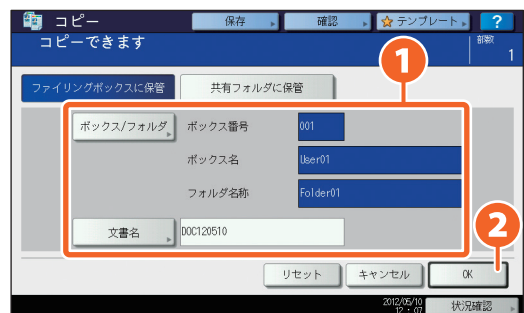 コピー 保存 確認 テンプレート ?
コピーできます 部数 1
1
ファイリングボックスに保管 共有フォルダに保管
ボックス/フォルダ ボックス番号 001
ボックス名 User01
フォルダ名称 Folder01
文書名 DOC120510
2
リセット キャンセル OK
2012/05/10
12:07 状況確認